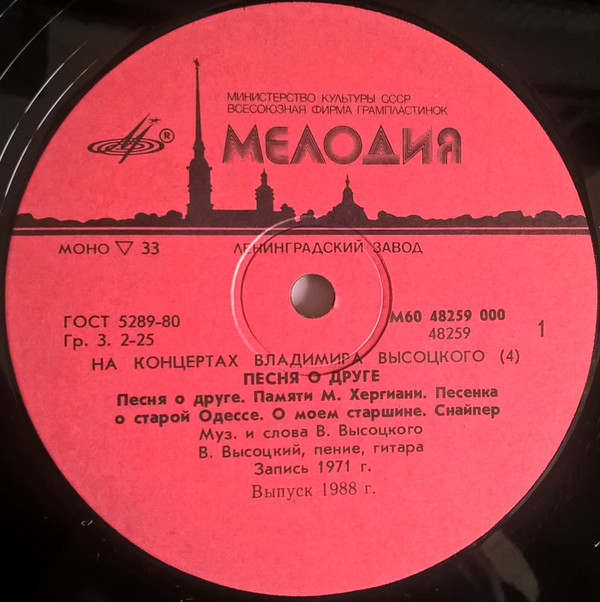 МИНИСТЕРСТВО КУЛЬТУРЫ СССР
ВСЕСОЮЗНАЯ ФИРМА ГРАМПЛАСТИНОК
МЕЛОДИЯ
®
МОНО ▽ 33 ЛЕНИНГРАДСКИЙ ЗАВОД
ГОСТ 5289-80 М60 48259 000
Гр. 3. 2-25 48259 1
НА КОНЦЕРТАХ ВЛАДИМИРА ВЫСОЦКОГО (4)
ПЕСНЯ О ДРУГЕ
Песня о друге. Памяти М. Хергиани. Песенка
о старой Одессе. О моем старшине. Снайпер
Муз. и слова В. Высоцкого
В. Высоцкий, пение, гитара
Запись 1971 г.
Выпуск 1988 г.